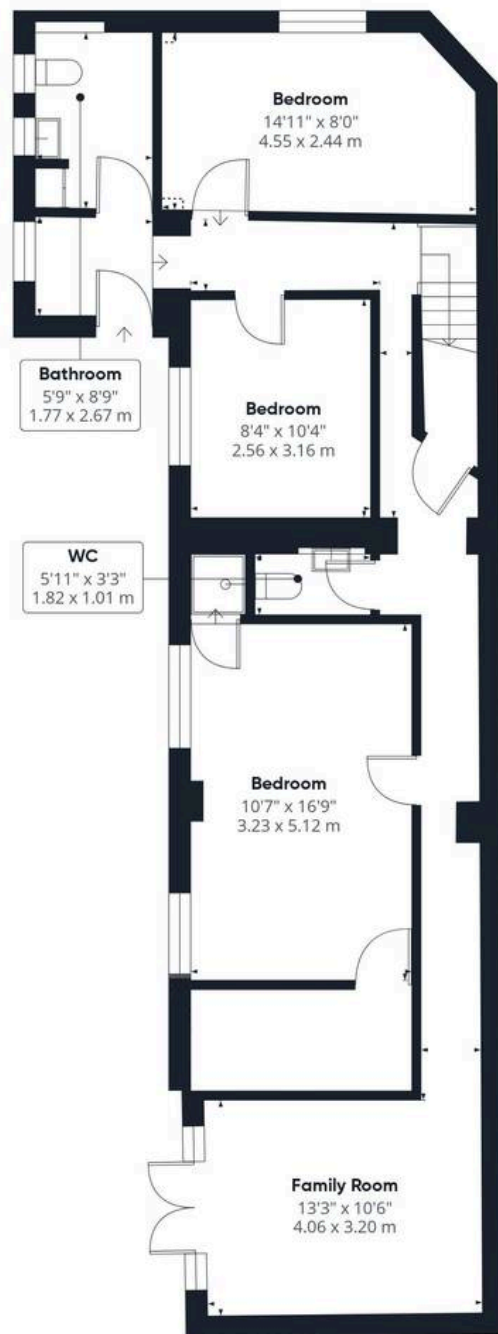 Bedroom
14'11" x 8'0"
4.55 x 2.44 m
Bathroom
5'9" x 8'9"
1.77 x 2.67 m
Bedroom
8'4" x 10'4"
2.56 x 3.16 m
WC
5'11" x 3'3"
1.82 x 1.01 m
Bedroom
10'7" x 16'9"
3.23 x 5.12 m
Family Room
13'3" x 10'6"
4.06 x 3.20 m